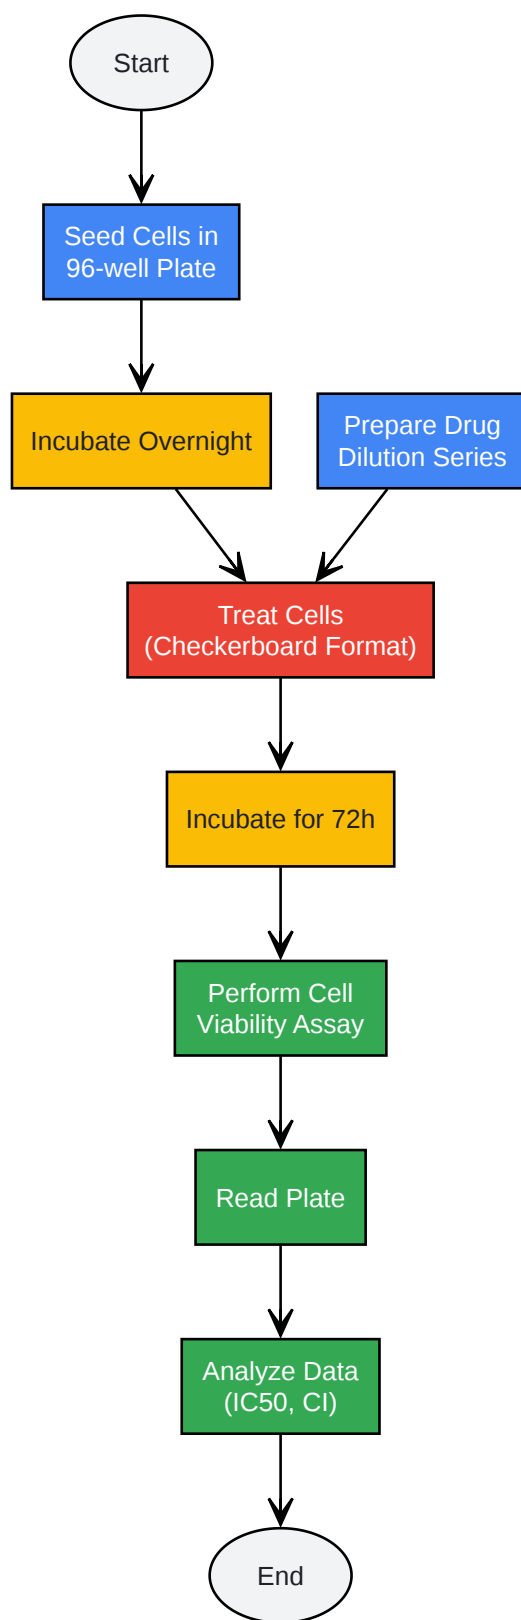 Start
Seed Cells in
96-well Plate
Incubate Overnight
Prepare Drug
Dilution Series
Treat Cells
(Checkerboard Format)
Incubate for 72h
Perform Cell
Viability Assay
Read Plate
Analyze Data
(IC50, CI)
End